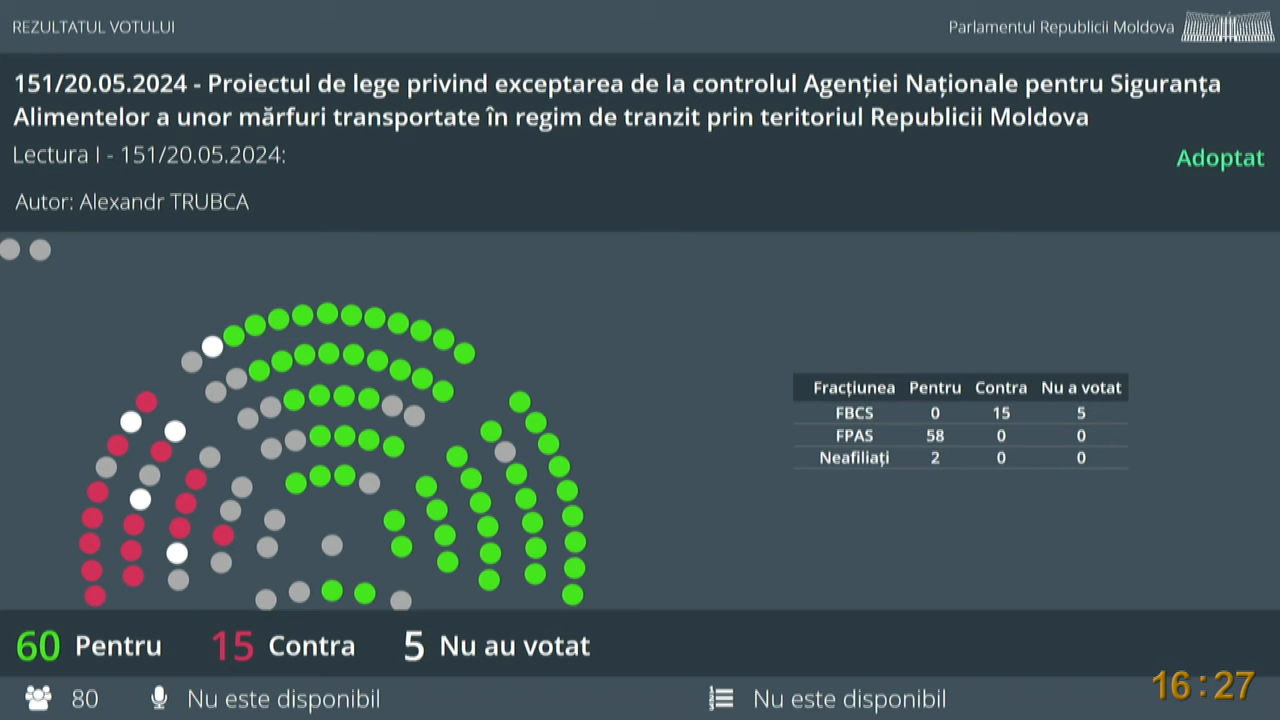 REZULTATUL VOTULUI
Parlamentul Republicii Moldova
151/20.05.2024 - Proiectul de lege privind exceptarea de la controlul Agenției Naționale pentru Siguranța
Alimentelor a unor mărfuri transportate în regim de tranzit prin teritoriul Republicii Moldova
Lectura I - 151/20.05.2024:
Adoptat
Autor: Alexandr TRUBCA
Fracțiunea Pentru Contra Nu a votat
FBCS 0 15 5
FPAS 58 0 0
Neafiliați 2 0 0
60 Pentru 15 Contra 5 Nu au votat
80 Nu este disponibil Nu este disponibil
16:27